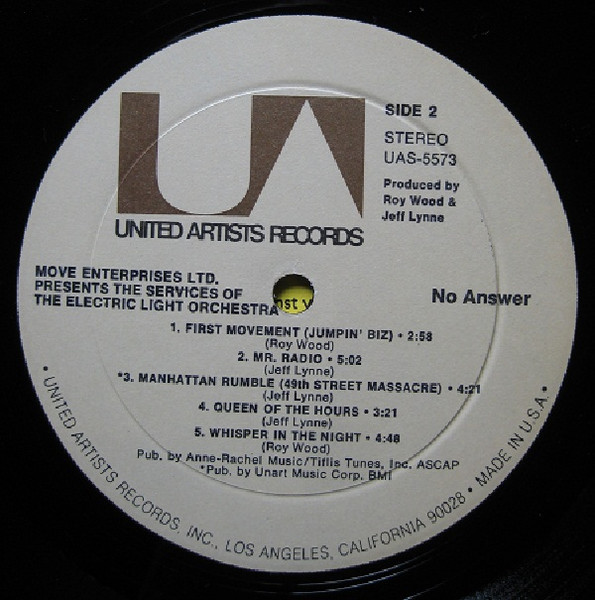 UA
UNITED ARTISTS RECORDS
SIDE 2
STEREO
UAS-5573
Produced by
Roy Wood &
Jeff Lynne
MOVE ENTERPRISES LTD.
PRESENTS THE SERVICES OF
THE ELECTRIC LIGHT ORCHESTRA
No Answer
1. FIRST MOVEMENT (JUMPIN' BIZ) • 2:58
(Roy Wood)
2. MR. RADIO • 5:02
(Jeff Lynne)
*3. MANHATTAN RUMBLE (49th STREET MASSACRE) • 4:21
(Jeff Lynne)
4. QUEEN OF THE HOURS • 3:21
(Jeff Lynne)
5. WHISPER IN THE NIGHT • 4:48
(Roy Wood)
Pub. by Anne-Rachel Music/Tiflis Tunes, Inc. ASCAP
*Pub. by Unart Music Corp. BMI
• UNITED ARTISTS RECORDS, INC., LOS ANGELES, CALIFORNIA 90028 • MADE IN U.S.A. •